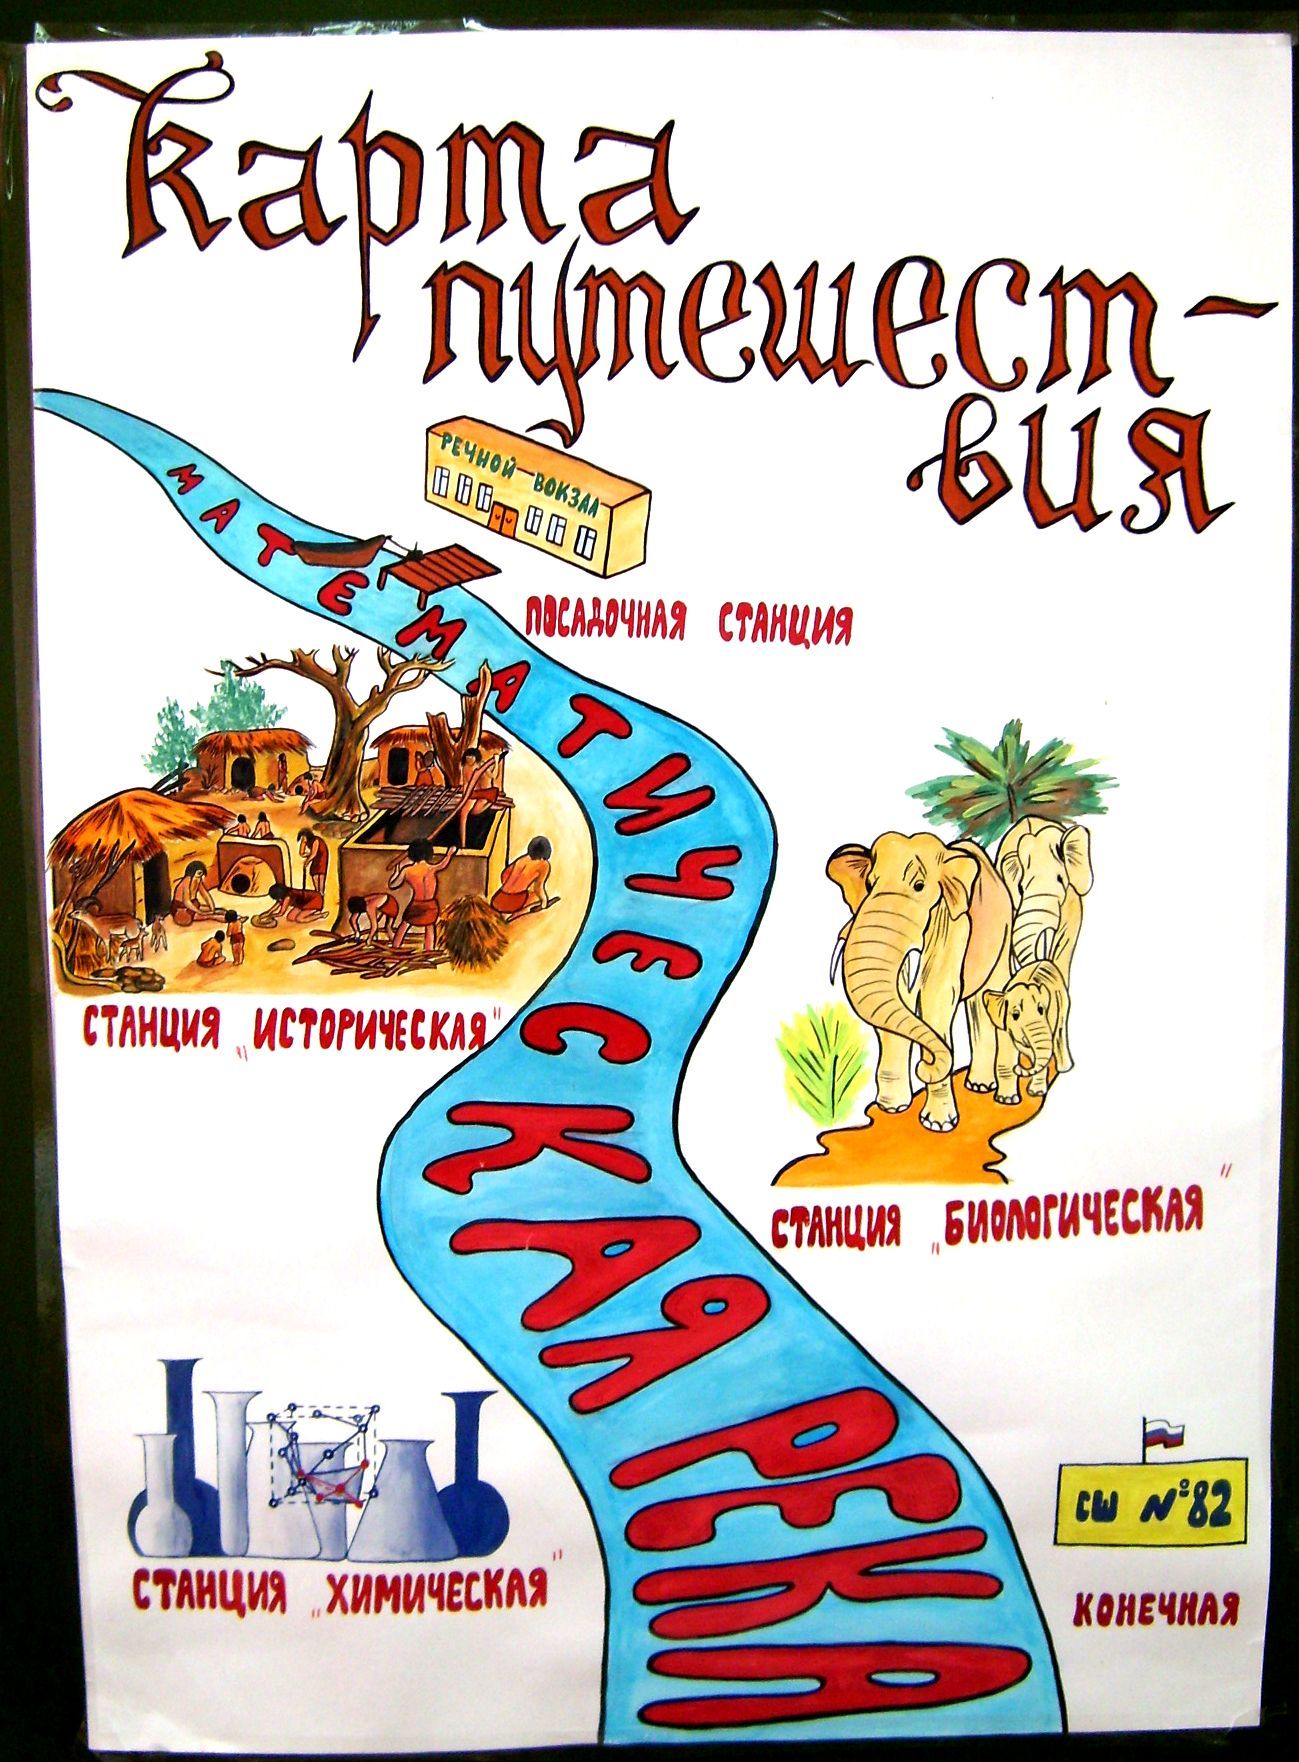 Карта
путешест-
вия
РЕЧНОЙ ВОКЗАЛ
ПОСАДОЧНАЯ СТАНЦИЯ
МАТЕМАТИЧЕСКАЯ РЕКА
СТАНЦИЯ „ИСТОРИЧЕСКАЯ"
СТАНЦИЯ „БИОЛОГИЧЕСКАЯ"
СТАНЦИЯ „ХИМИЧЕСКАЯ"
СШ №82
КОНЕЧНАЯ